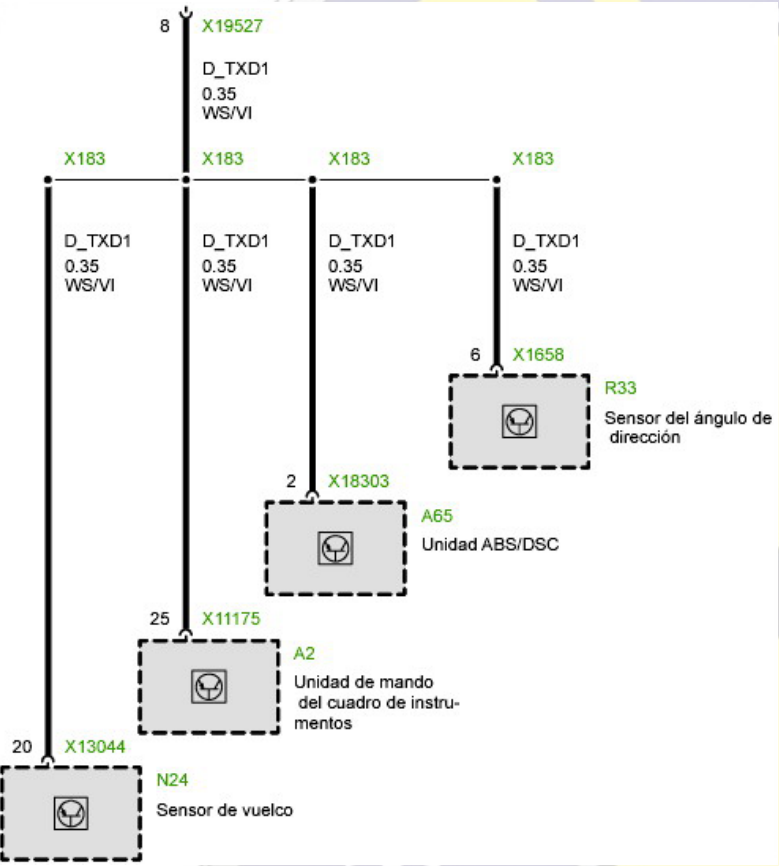 8 X19527
D_TXD1
0.35
WS/VI
X183 X183 X183 X183
D_TXD1 D_TXD1 D_TXD1 D_TXD1
0.35 0.35 0.35 0.35
WS/VI WS/VI WS/VI WS/VI
6 X1658
R33
Sensor del ángulo de
dirección
2 X18303
A65
Unidad ABS/DSC
25 X11175
A2
Unidad de mando
del cuadro de instru-
mentos
20 X13044
N24
Sensor de vuelco